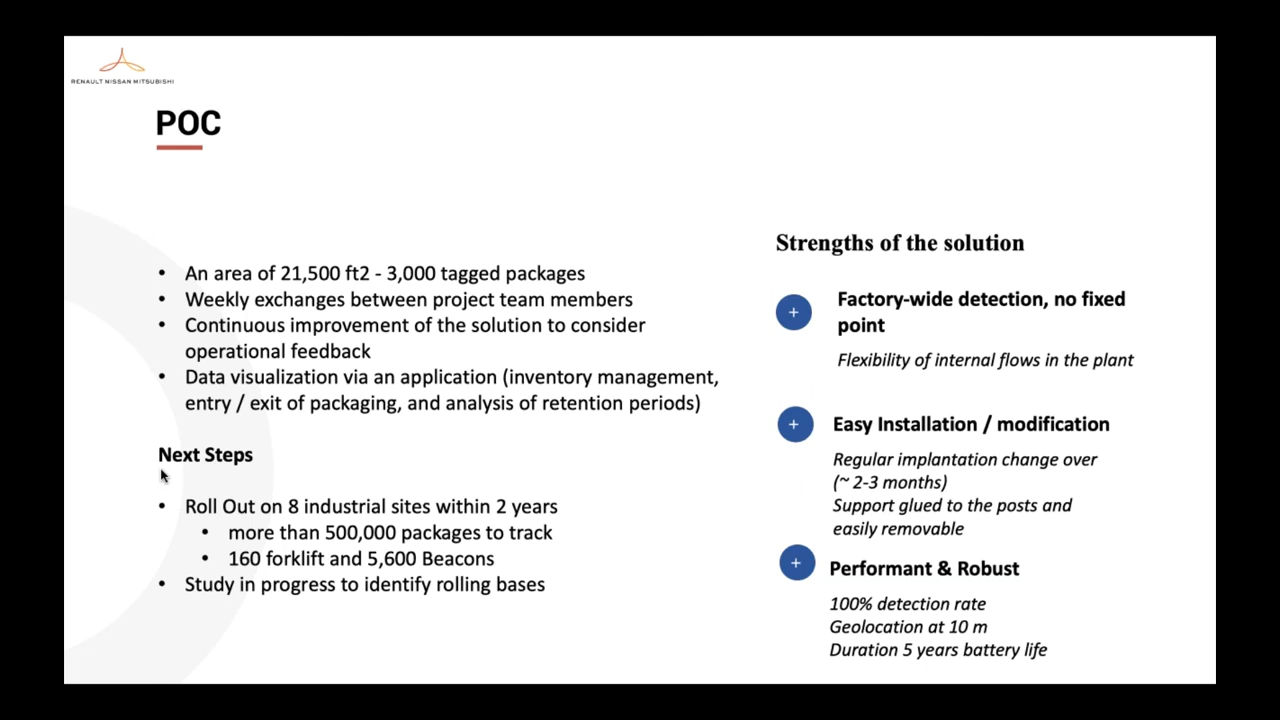 RENAULT NISSAN MITSUBISHI
POC
• An area of 21,500 ft2 - 3,000 tagged packages
• Weekly exchanges between project team members
• Continuous improvement of the solution to consider
operational feedback
• Data visualization via an application (inventory management,
entry / exit of packaging, and analysis of retention periods)
Next Steps
• Roll Out on 8 industrial sites within 2 years
• more than 500,000 packages to track
• 160 forklift and 5,600 Beacons
• Study in progress to identify rolling bases
Strengths of the solution
+ Factory-wide detection, no fixed
point
Flexibility of internal flows in the plant
+ Easy Installation / modification
Regular implantation change over
(~ 2-3 months)
Support glued to the posts and
easily removable
+ Performant & Robust
100% detection rate
Geolocation at 10 m
Duration 5 years battery life